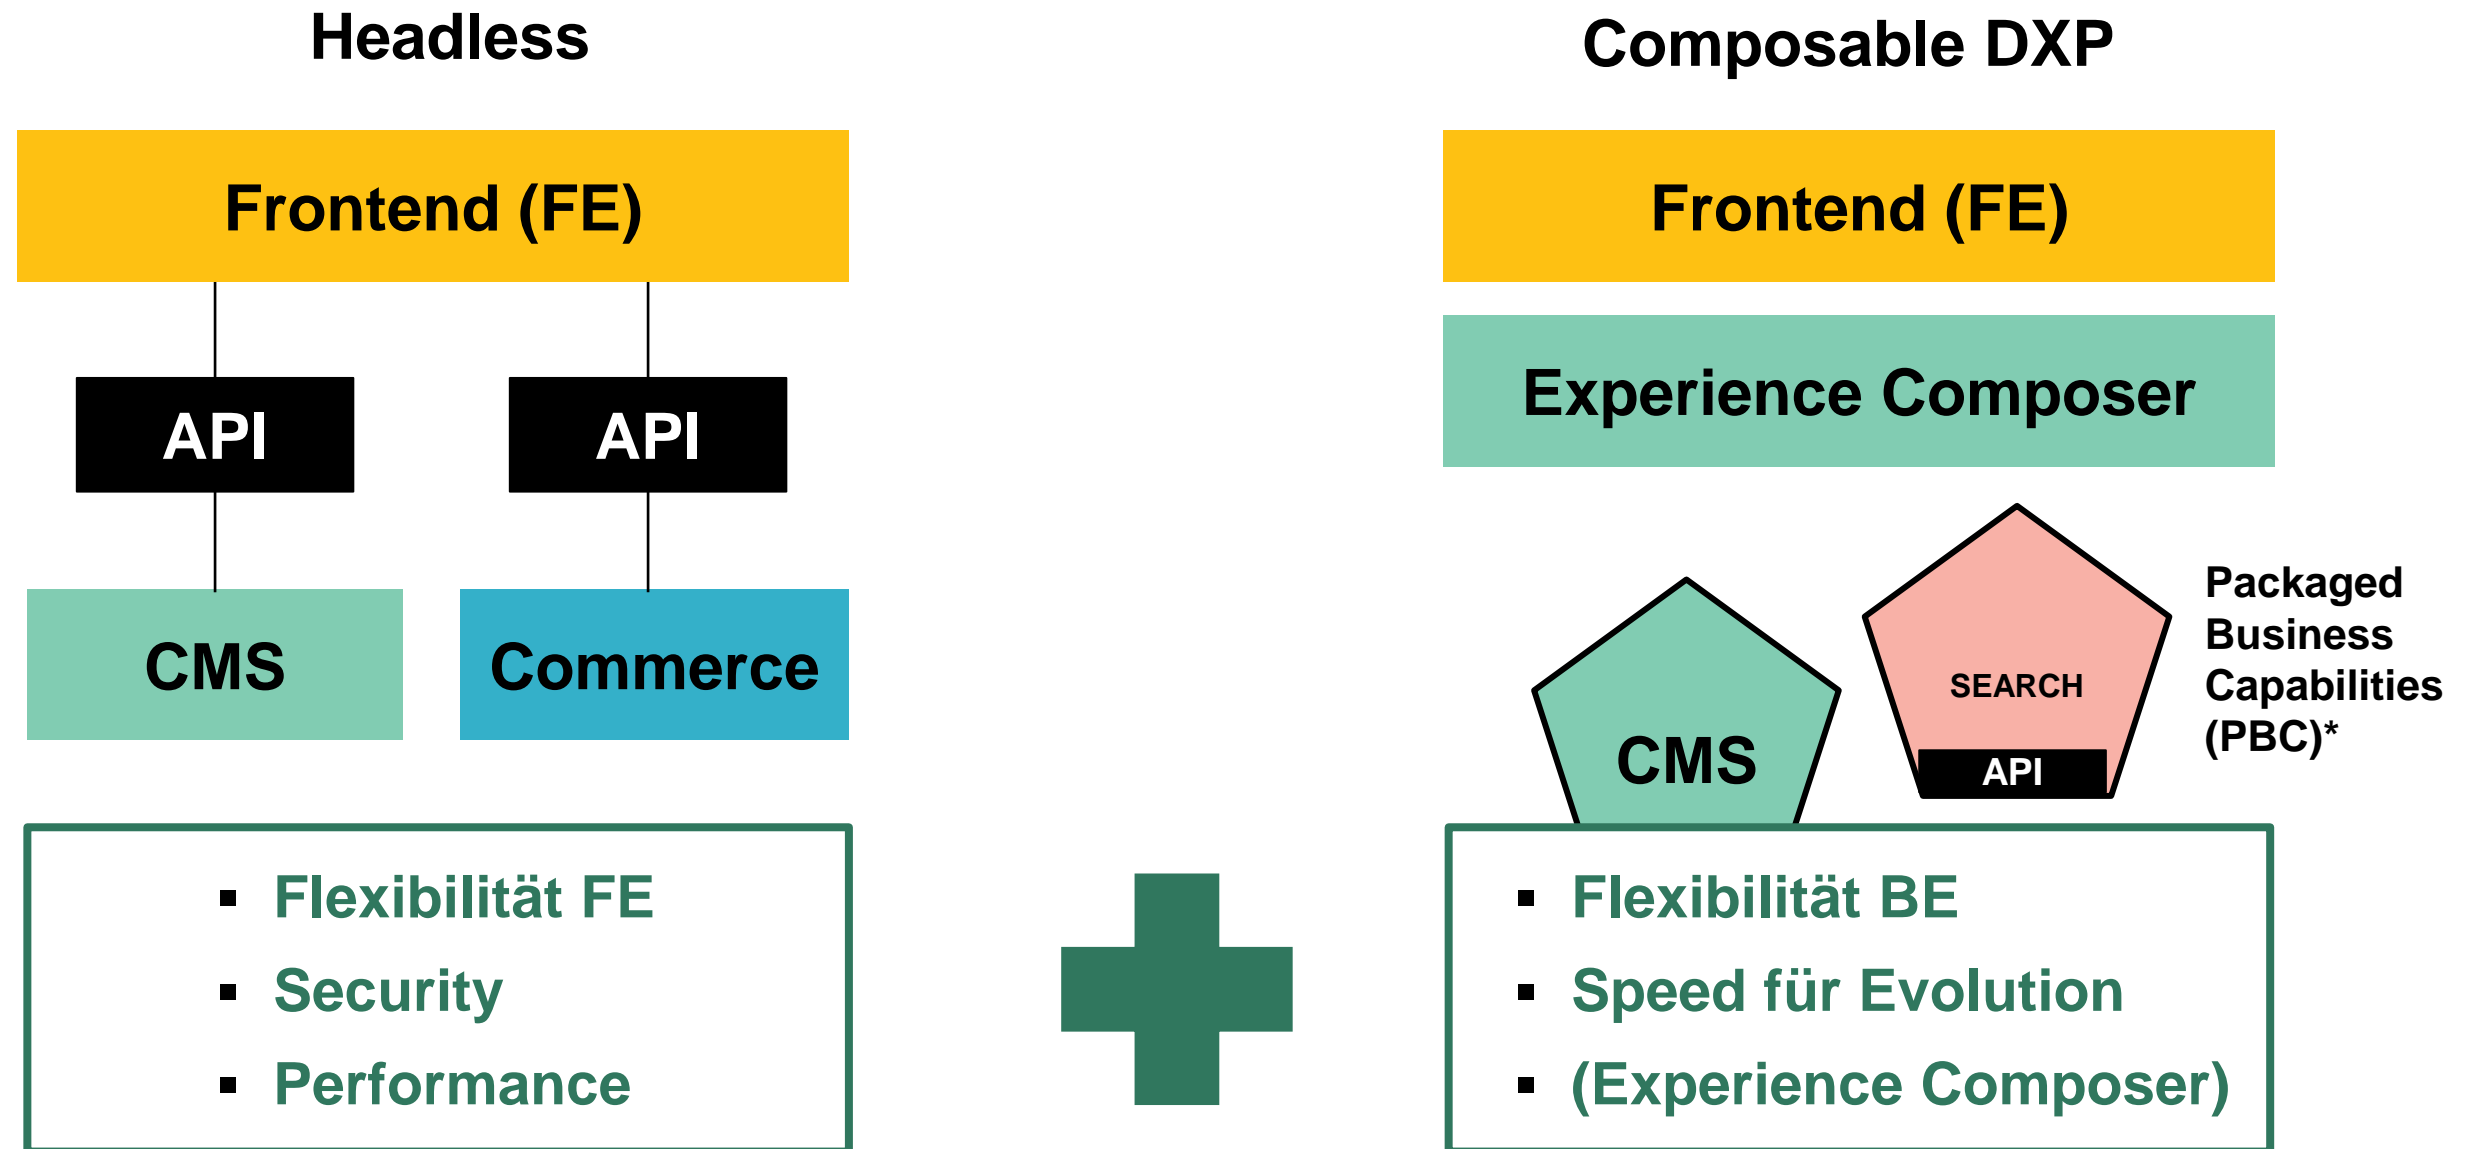 Headless
Frontend (FE)
API
API
CMS
Commerce
▪ Flexibilität FE
▪ Security
▪ Performance
Composable DXP
Frontend (FE)
Experience Composer
CMS
SEARCH
API
Packaged
Business
Capabilities
(PBC)*
▪ Flexibilität BE
▪ Speed für Evolution
▪ (Experience Composer)